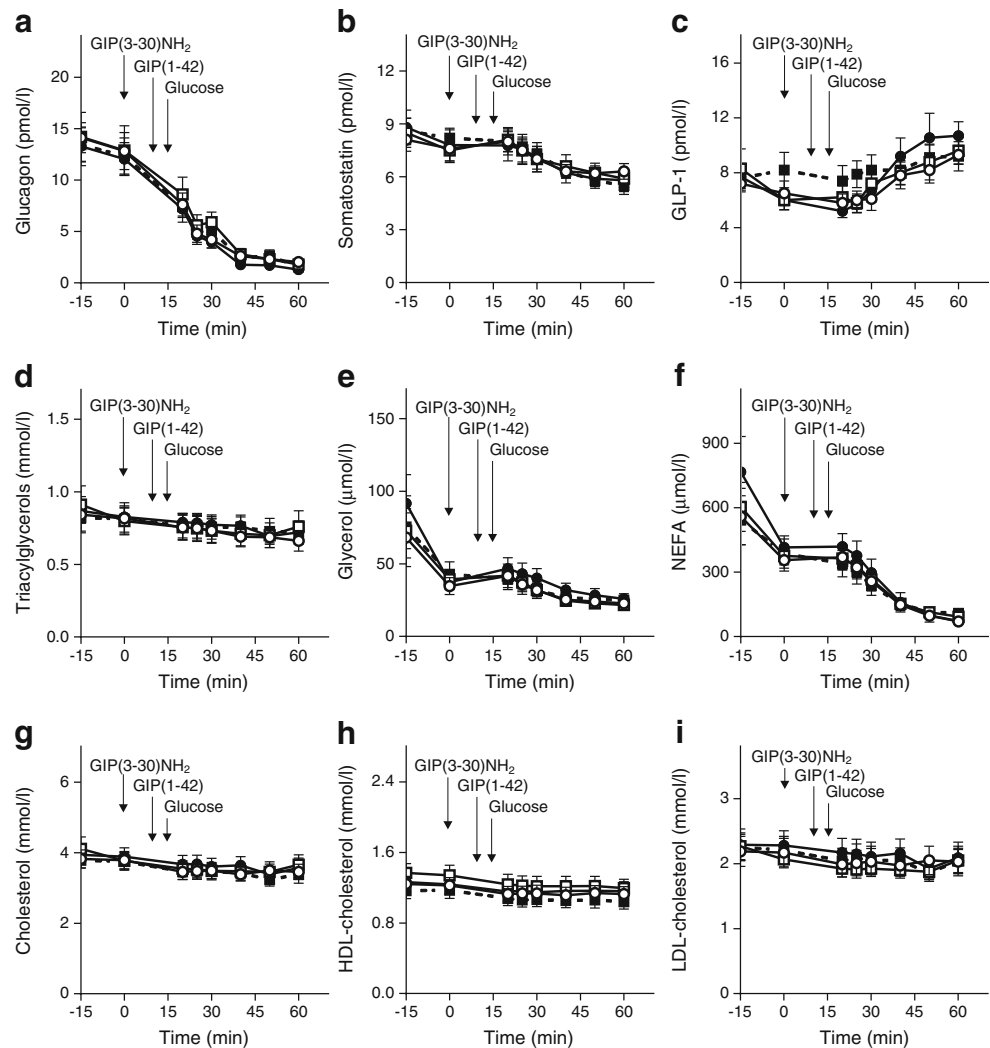 a
GIP(3-30)NH2
GIP(1-42)
Glucose
Glucagon (pmol/l)
20
15
10
5
0
-15 0 15 30 45 60
Time (min)
b
GIP(3-30)NH2
GIP(1-42)
Glucose
Somatostatin (pmol/l)
12
9
6
3
0
-15 0 15 30 45 60
Time (min)
c
GIP(3-30)NH2
GIP(1-42)
Glucose
GLP-1 (pmol/l)
16
12
8
4
0
-15 0 15 30 45 60
Time (min)
d
GIP(3-30)NH2
GIP(1-42)
Glucose
Triacylglycerols (mmol/l)
1.5
1.0
0.5
0.0
-15 0 15 30 45 60
Time (min)
e
GIP(3-30)NH2
GIP(1-42)
Glucose
Glycerol (μmol/l)
150
100
50
0
-15 0 15 30 45 60
Time (min)
f
GIP(3-30)NH2
GIP(1-42)
Glucose
NEFA (μmol/l)
900
600
300
0
-15 0 15 30 45 60
Time (min)
g
GIP(3-30)NH2
GIP(1-42)
Glucose
Cholesterol (mmol/l)
6
4
2
0
-15 0 15 30 45 60
Time (min)
h
GIP(3-30)NH2
GIP(1-42)
Glucose
HDL-cholesterol (mmol/l)
2.4
1.6
0.8
0.0
-15 0 15 30 45 60
Time (min)
i
GIP(3-30)NH2
GIP(1-42)
Glucose
LDL-cholesterol (mmol/l)
3
2
1
0
-15 0 15 30 45 60
Time (min)